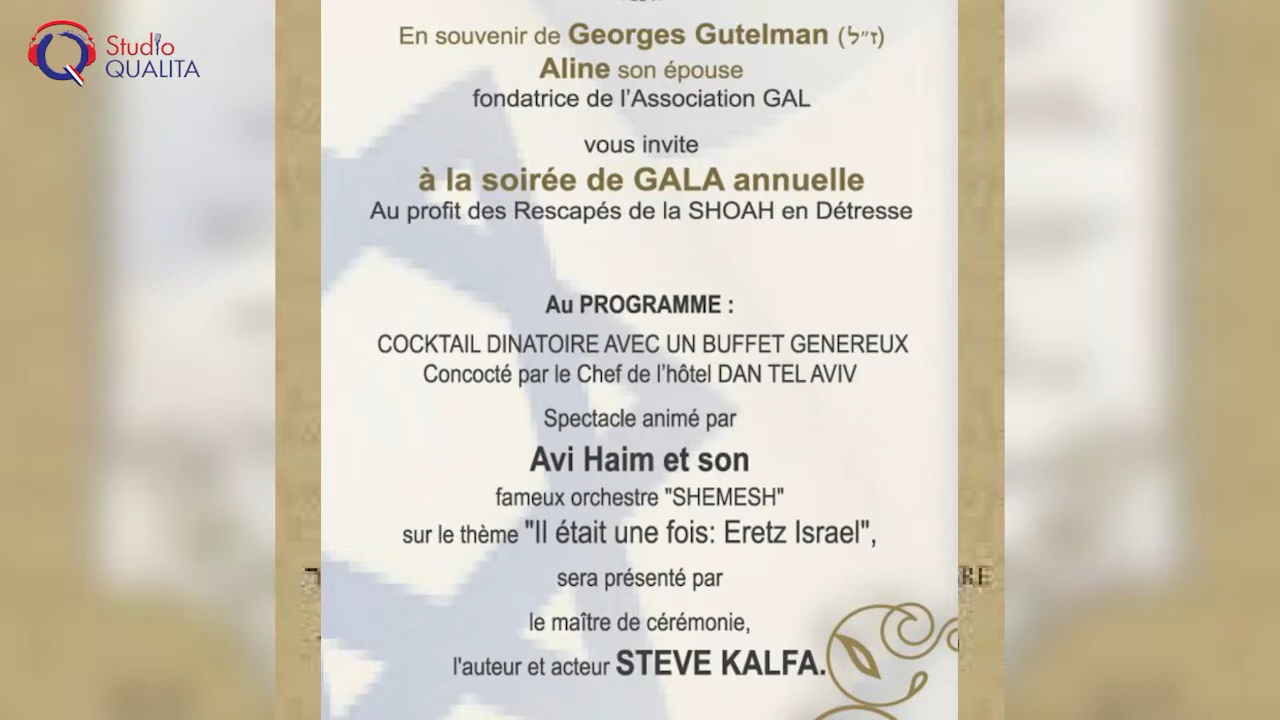 Studio
QUALITA
En souvenir de Georges Gutelman (ז״ל)
Aline son épouse
fondatrice de l'Association GAL
vous invite
à la soirée de GALA annuelle
Au profit des Rescapés de la SHOAH en Détresse
Au PROGRAMME :
COCKTAIL DINATOIRE AVEC UN BUFFET GENEREUX
Concocté par le Chef de l'hôtel DAN TEL AVIV
Spectacle animé par
Avi Haim et son
fameux orchestre "SHEMESH"
sur le thème "Il était une fois: Eretz Israel",
sera présenté par
le maître de cérémonie,
l'auteur et acteur STEVE KALFA.